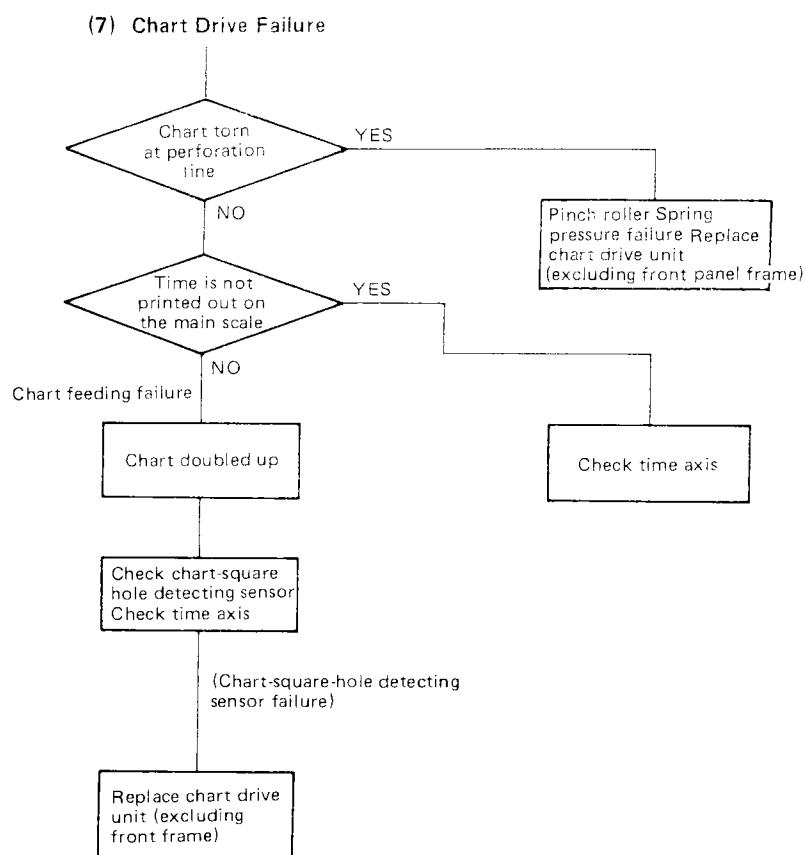 (7) Chart Drive Failure
Chart torn
at perforation
line
YES
NO
Pinch roller Spring
pressure failure Replace
chart drive unit
(excluding front panel frame)
Time is not
printed out on
the main scale
YES
NO
Chart feeding failure
Chart doubled up
Check time axis
Check chart-square
hole detecting sensor
Check time axis
(Chart-square-hole detecting
sensor failure)
Replace chart drive
unit (excluding
front frame)